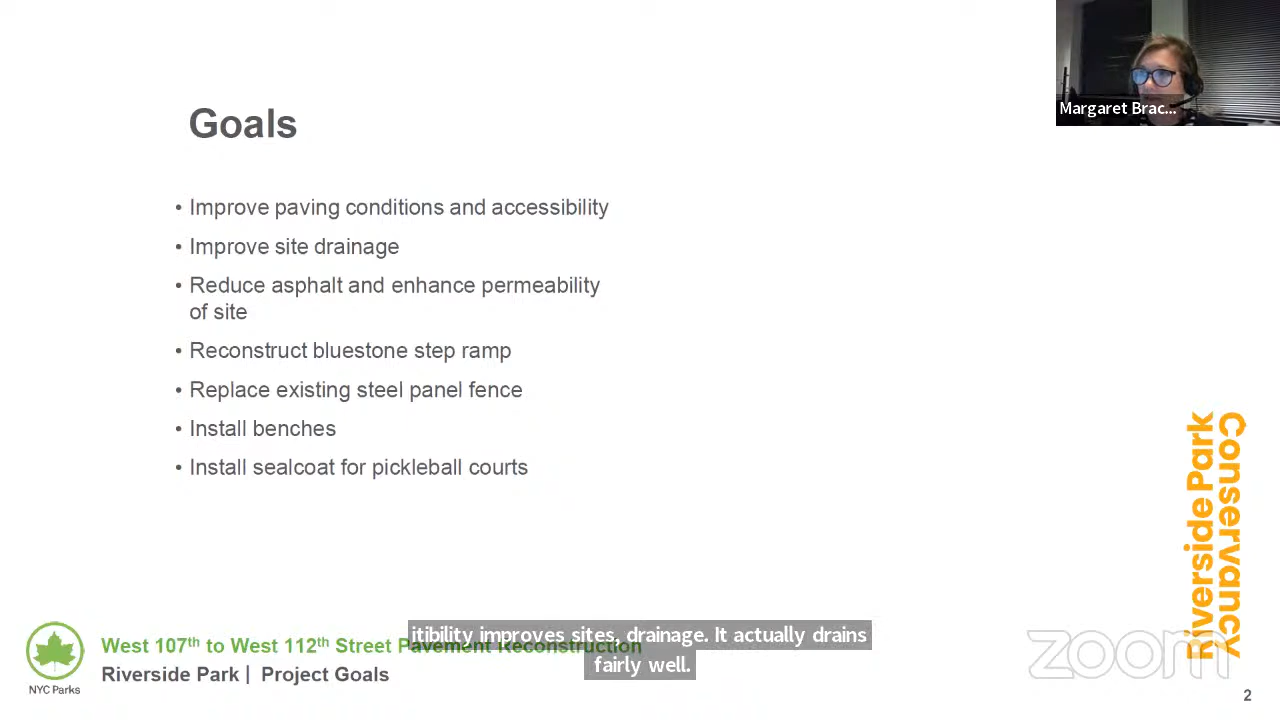 Goals
Margaret Brac...
• Improve paving conditions and accessibility
• Improve site drainage
• Reduce asphalt and enhance permeability
of site
• Reconstruct bluestone step ramp
• Replace existing steel panel fence
• Install benches
• Install sealcoat for pickleball courts
Riverside Park
Conservancy
West 107th to West 112th Street Pavement Reconstruction
Riverside Park | Project Goals
NYC Parks
itibility improves sites, drainage. It actually drains
fairly well.
zoom
2